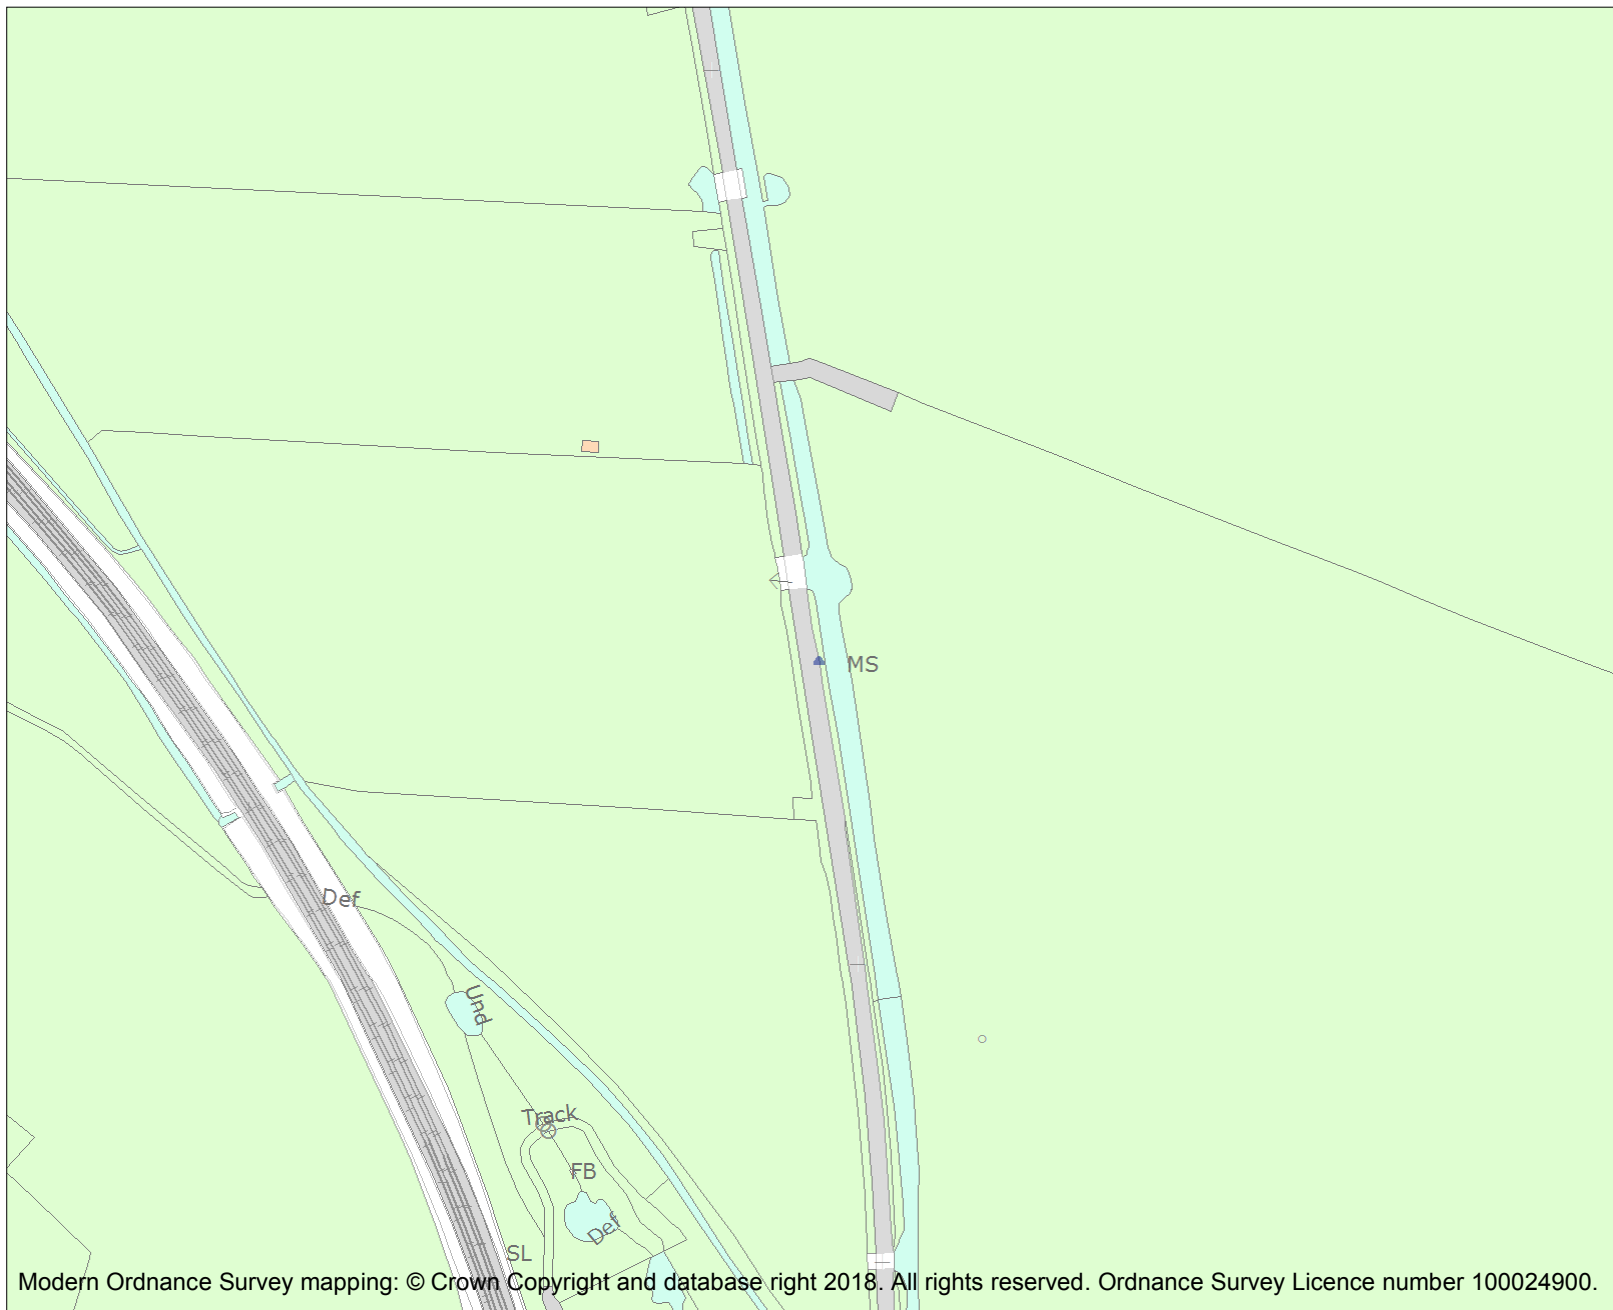 MS
Def
Und
Track
FB
Def
SL
Modern Ordnance Survey mapping: © Crown Copyright and database right 2018. All rights reserved. Ordnance Survey Licence number 100024900.